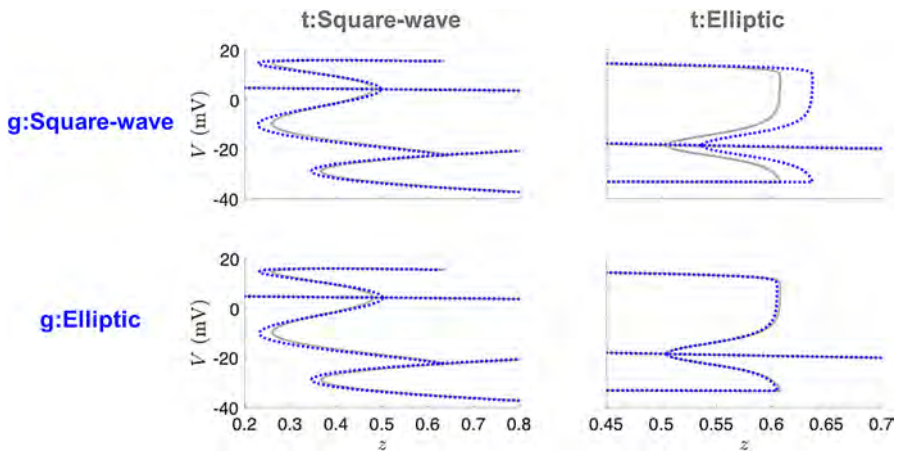 t:Square-wave t:Elliptic
20
0
-20
-40
V (mV)
g:Square-wave
20
0
-20
-40
V (mV)
g:Elliptic
0.2 0.3 0.4 0.5 0.6 0.7 0.8
z
0.45 0.5 0.55 0.6 0.65 0.7
z